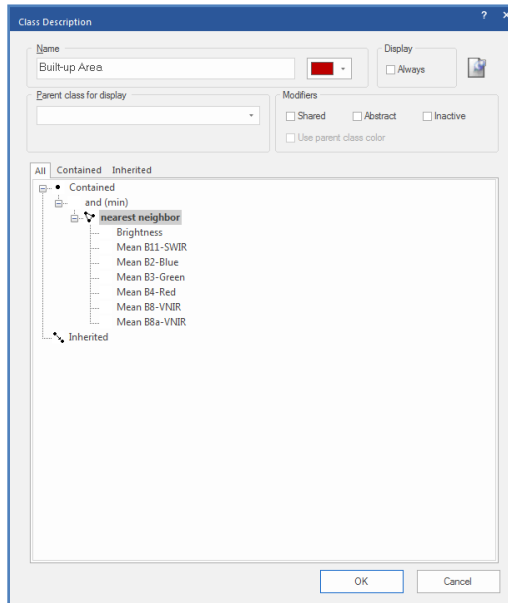 Class Description ? ×
Name
Display
Built-up Area
Always
Parent class for display
Modifiers
Shared Abstract Inactive
Use parent class color
All Contained Inherited
Contained
and (min)
nearest neighbor
Brightness
Mean B11-SWIR
Mean B2-Blue
Mean B3-Green
Mean B4-Red
Mean B8-VNIR
Mean B8a-VNIR
Inherited
OK Cancel